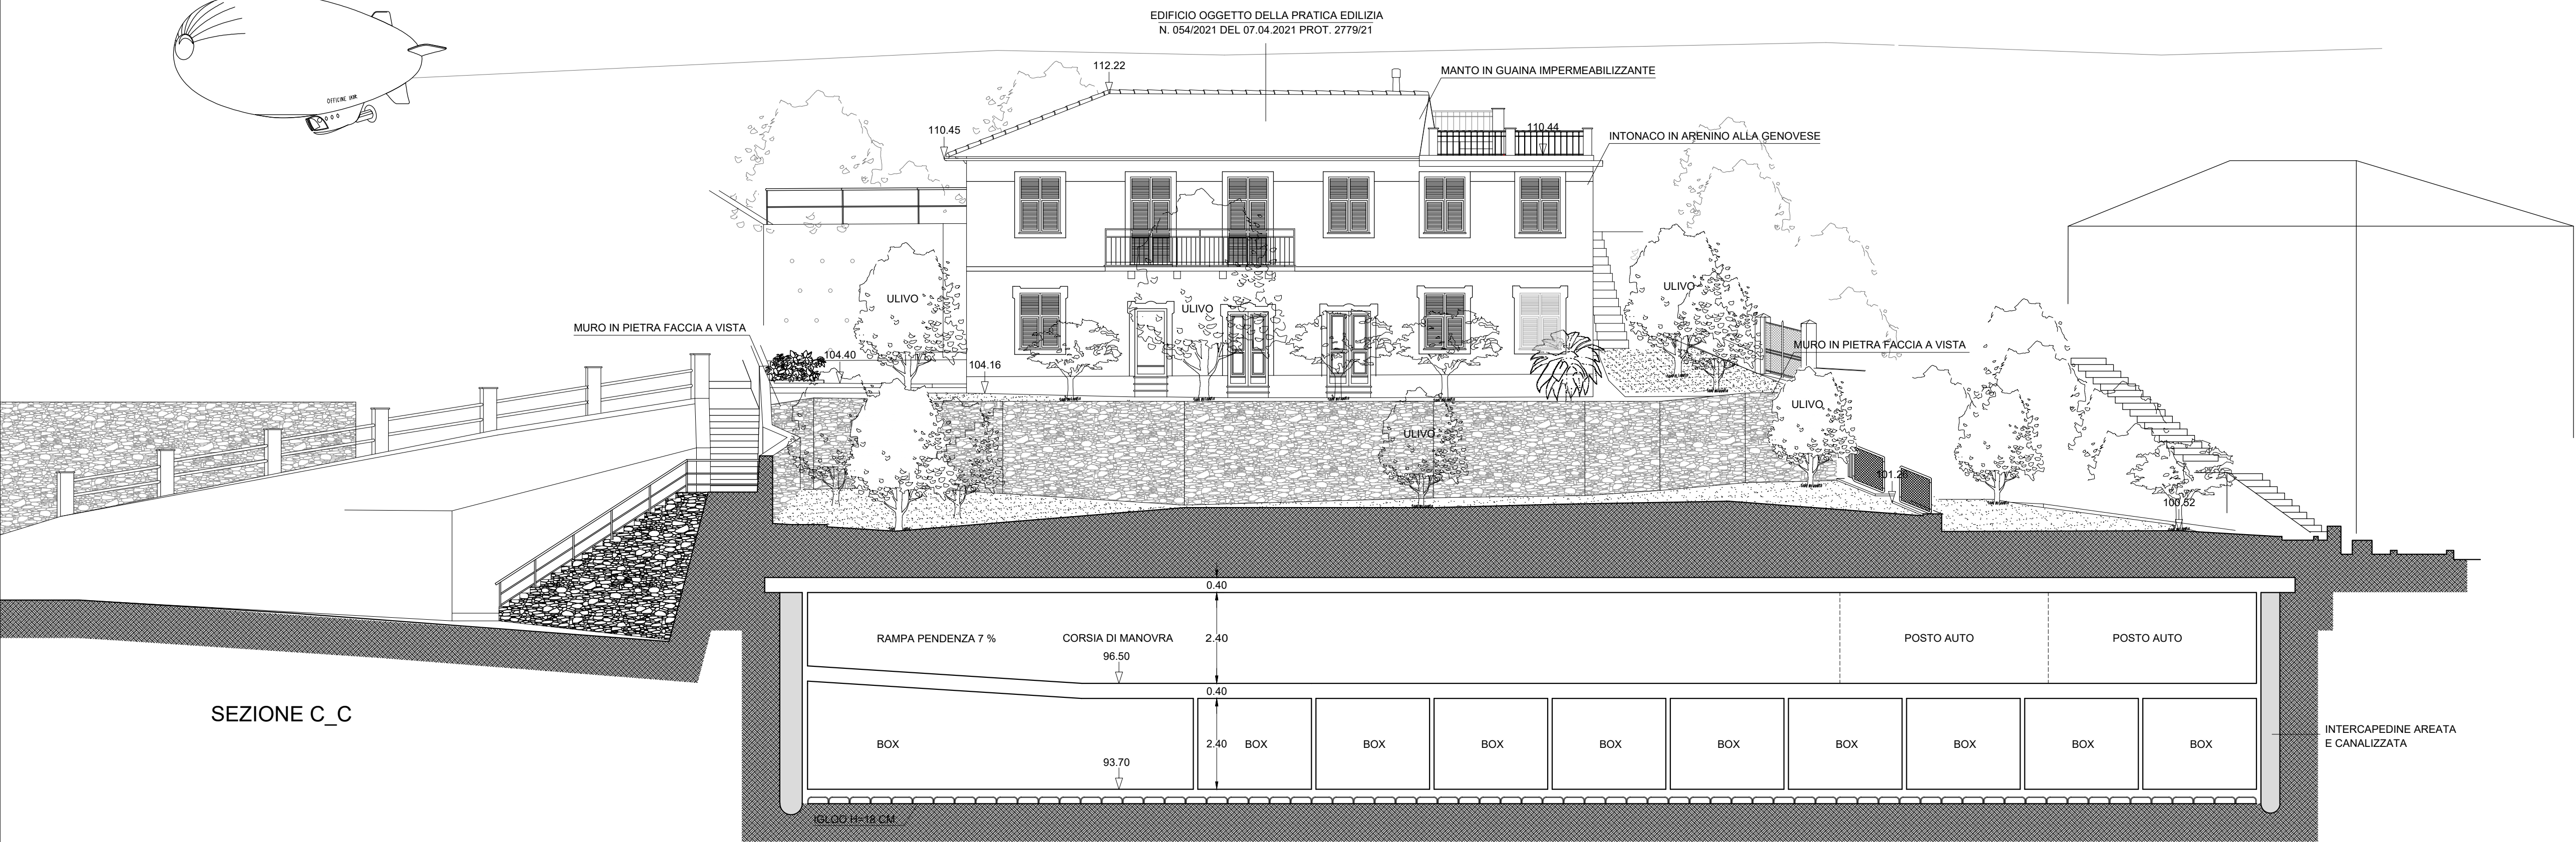 EDIFICIO OGGETTO DELLA PRATICA EDILIZIA
N. 054/2021 DEL 07.04.2021 PROT. 2779/21
112.22
MANTO IN GUAINA IMPERMEABILIZZANTE
OFFICINE
110.45
110.44
INTONACO IN ARENINO ALLA GENOVESE
ULIVO
ULIVO
ULIVO
MURO IN PIETRA FACCIA A VISTA
104.40
104.16
MURO IN PIETRA FACCIA A VISTA
ULIVO
ULIVO
101.26
100.52
0.40
RAMPA PENDENZA 7 %
CORSIA DI MANOVRA
2.40
POSTO AUTO
POSTO AUTO
96.50
0.40
SEZIONE C_C
BOX
2.40
BOX
BOX
BOX
BOX
BOX
BOX
BOX
BOX
BOX
93.70
INTERCAPEDINE AREATA
E CANALIZZATA
IGLOO H=18 CM